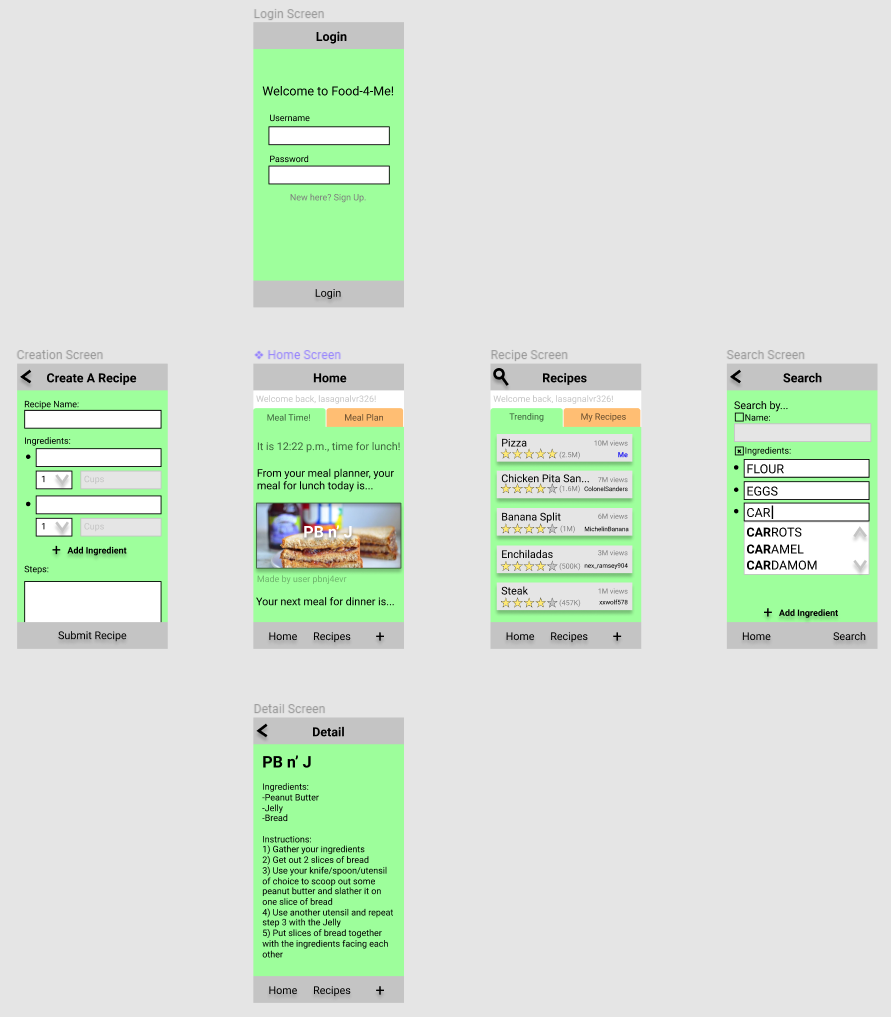 Login Screen
Login
Welcome to Food-4-Me!
Username
Password
New here? Sign Up.
Login
Creation Screen
Create A Recipe
Recipe Name:
Ingredients:
1
Cups
1
Cups
+ Add Ingredient
Steps:
Submit Recipe
Home Screen
Home
Welcome back, lasagnalvr326!
Meal Time!
Meal Plan
It is 12:22 p.m., time for lunch!
From your meal planner, your
meal for lunch today is...
PB n' J
Made by user pbnj4evr
Your next meal for dinner is...
Home Recipes +
Recipe Screen
Recipes
Welcome back, lasagnalvr326!
Trending
My Recipes
Pizza 10M views
(2.5M) Me
Chicken Pita San... 7M views
(1.6M) ColonelSanders
Banana Split 6M views
(1M) MichelinBanana
Enchiladas 3M views
(500K) nex_ramsey904
Steak 1M views
(457K) xxwolf578
Home Recipes +
Search Screen
Search
Search by...
Name:
Ingredients:
FLOUR
EGGS
CAR
CARROTS
CARAMEL
CARDAMOM
+ Add Ingredient
Home Search
Detail Screen
Detail
PB n' J
Ingredients:
-Peanut Butter
-Jelly
-Bread
Instructions:
1) Gather your ingredients
2) Get out 2 slices of bread
3) Use your knife/spoon/utensil
of choice to scoop out some
peanut butter and slather it on
one slice of bread
4) Use another utensil and repeat
step 3 with the Jelly
5) Put slices of bread together
with the ingredients facing each
other
Home Recipes +